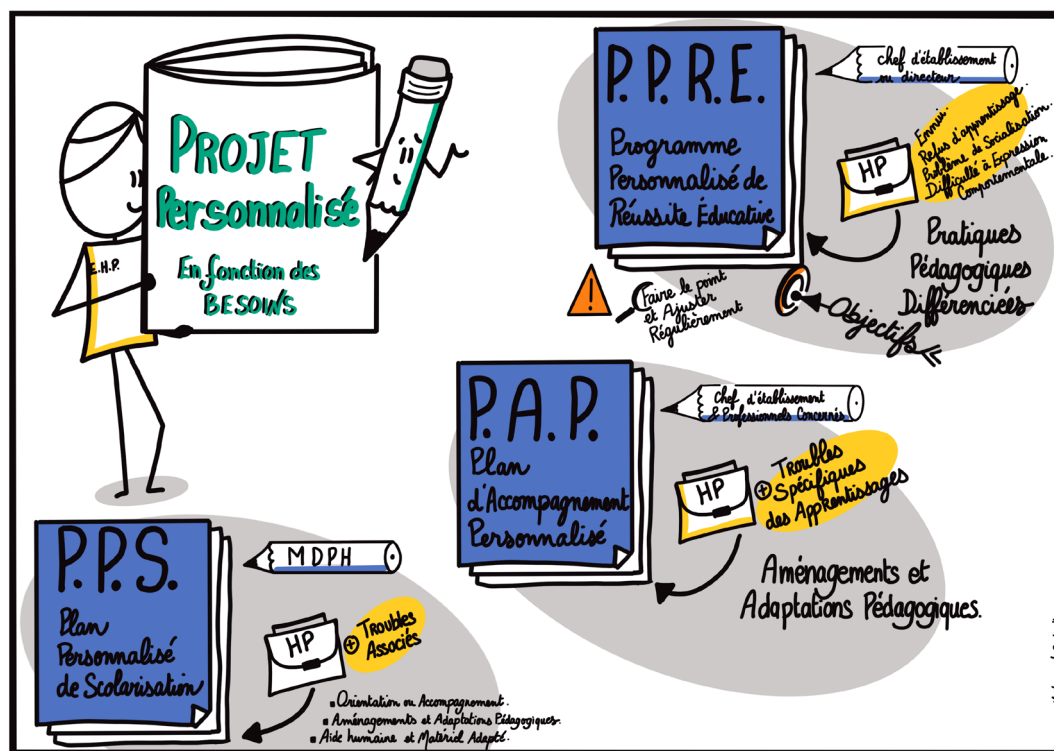 PROJET
Personnalisé
En fonction des
BESOINS
E.H.P.
P.P.R.E.
Programme
Personnalisé de
Réussite Éducative
Chef d'établissement
ou directeur
HP
Ennui.
Refus d'apprentissage.
Problème de Socialisation.
Difficulté à Expression
Comportementale.
Pratiques
Pédagogiques
Différenciées
Objectifs
Faire le point
et Ajuster
Régulièrement
P.A.P.
Plan
d'Accompagnement
Personnalisé
Chef d'établissement
& Professionnels Concernés
HP
+ Troubles
Spécifiques
des Apprentissages
Aménagements et
Adaptations Pédagogiques.
P.P.S.
Plan
Personnalisé
de Scolarisation
MDPH
HP
+ Troubles
Associés
▪ Orientation ou Accompagnement.
▪ Aménagements et Adaptations Pédagogiques.
▪ Aide humaine et Matériel Adapté.